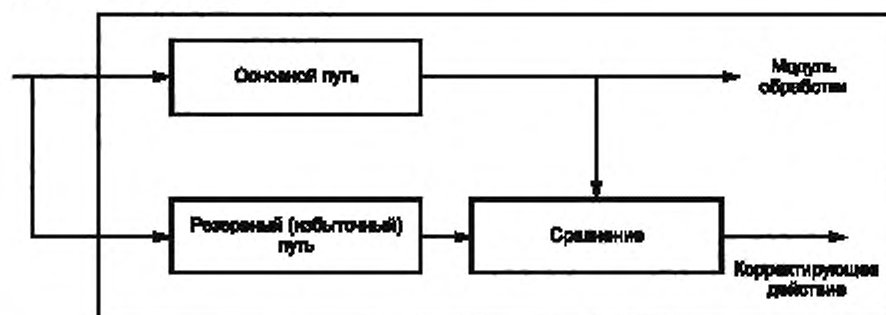 Основной путь
Модуль
обработки
Резервный (избыточный)
путь
Сравнение
Корректирующее
действие